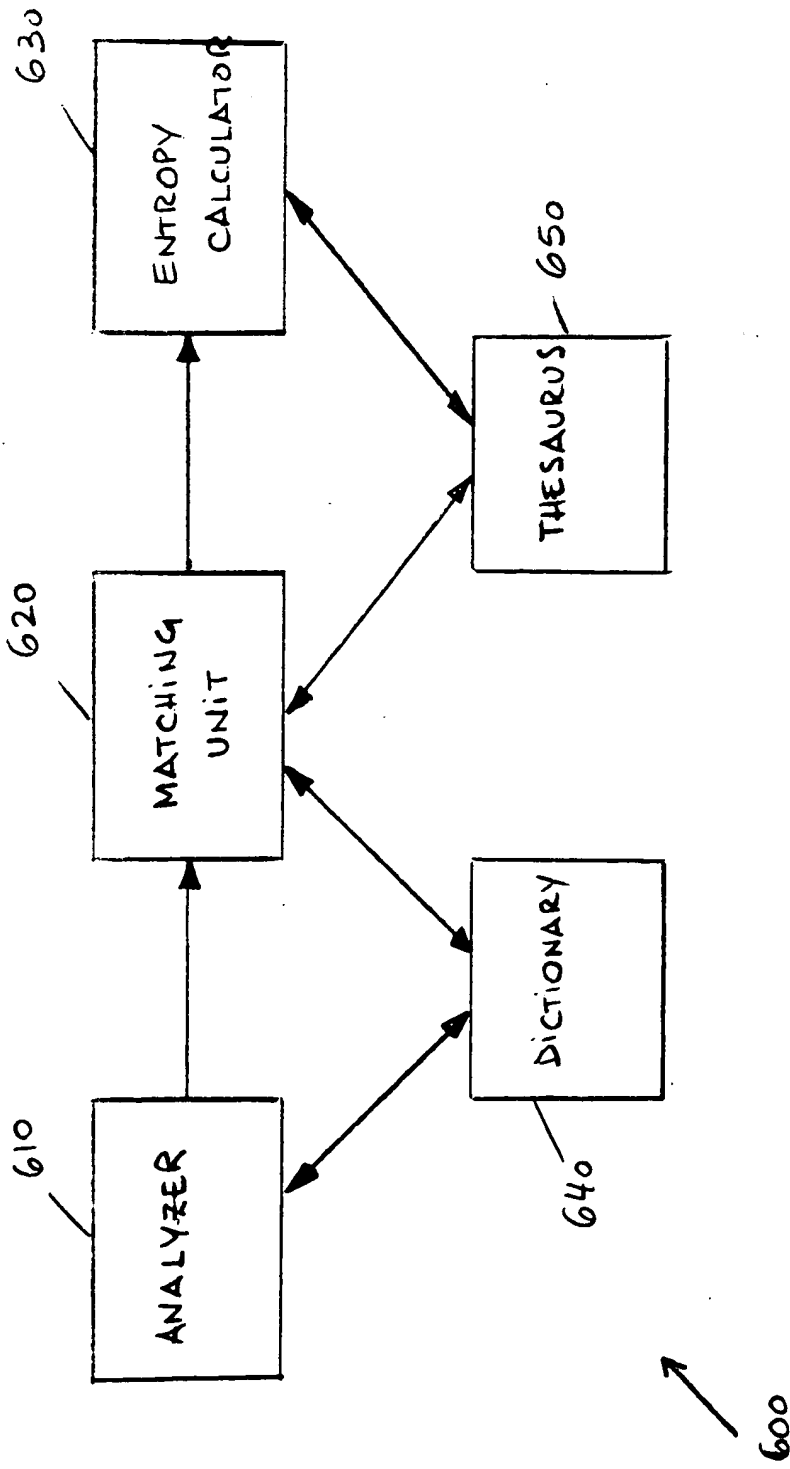 610
620
630
ANALYZER
MATCHING
UNIT
ENTROPY
CALCULATOR
DICTIONARY
THESAURUS
640
650
600